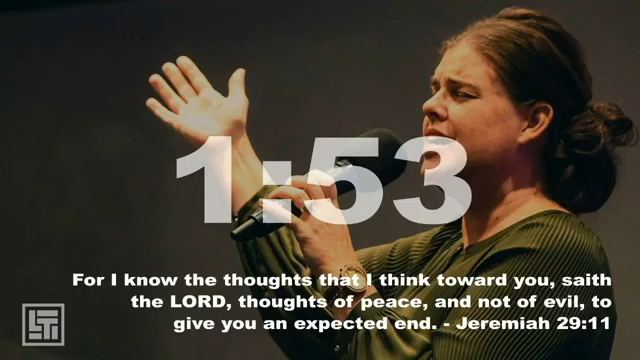 1:53
For I know the thoughts that I think toward you, saith
the LORD, thoughts of peace, and not of evil, to
give you an expected end. - Jeremiah 29:11